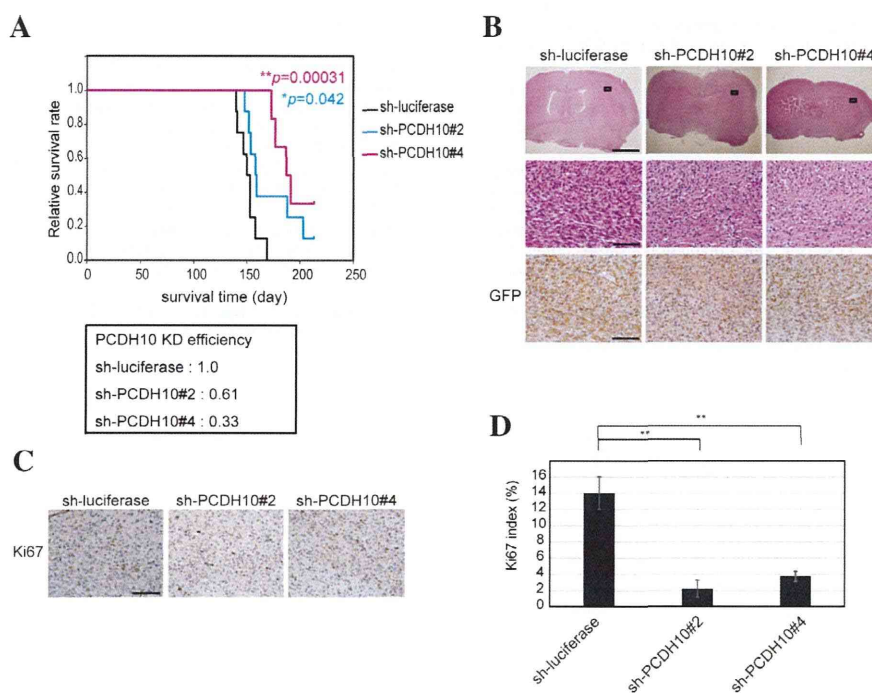 A
**p=0.00031
*p=0.042
sh-luciferase
sh-PCDH10#2
sh-PCDH10#4
Relative survival rate
1.0
0.8
0.6
0.4
0.2
0.0
0 50 100 150 200 250
survival time (day)
PCDH10 KD efficiency
sh-luciferase : 1.0
sh-PCDH10#2 : 0.61
sh-PCDH10#4 : 0.33
B
sh-luciferase sh-PCDH10#2 sh-PCDH10#4
GFP
C
sh-luciferase sh-PCDH10#2 sh-PCDH10#4
Ki67
D
**
**
Ki67 index (%)
16
14
12
10
8
6
4
2
0
sh-luciferase
sh-PCDH10#2
sh-PCDH10#4